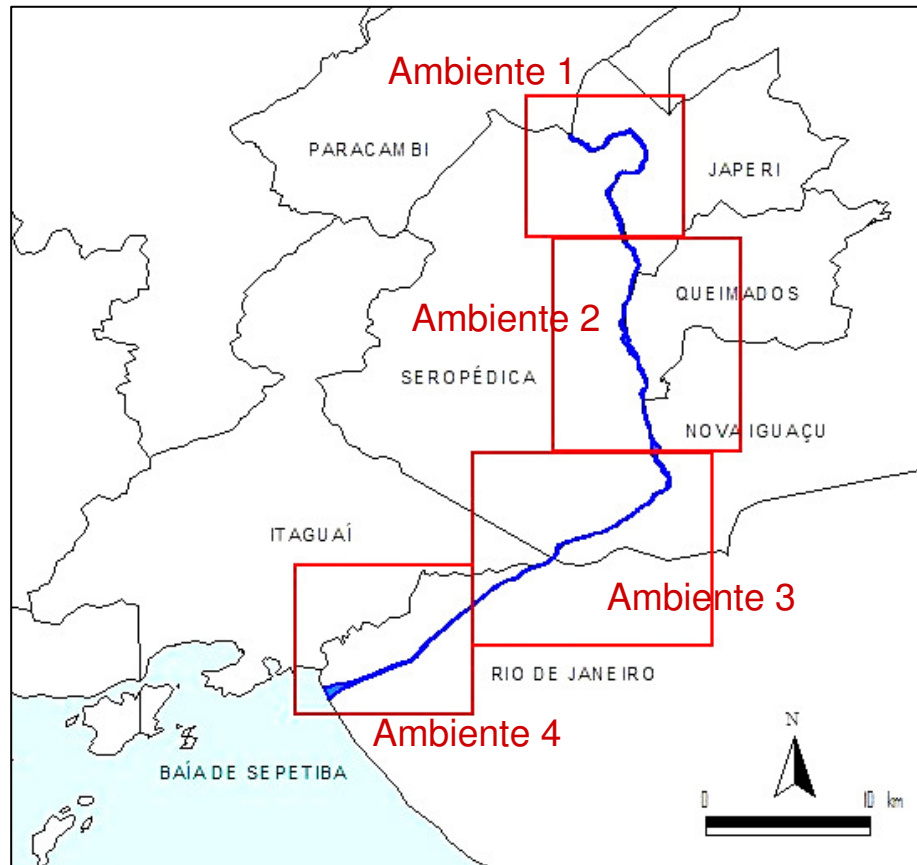 Ambiente 1
PARACAMBI
JAPERI
QUEIMADOS
Ambiente 2
SEROPÉDICA
NOVA IGUAÇU
ITAGUAÍ
Ambiente 3
RIO DE JANEIRO
Ambiente 4
BAÍA DE SEPETIBA
N
0 10 km